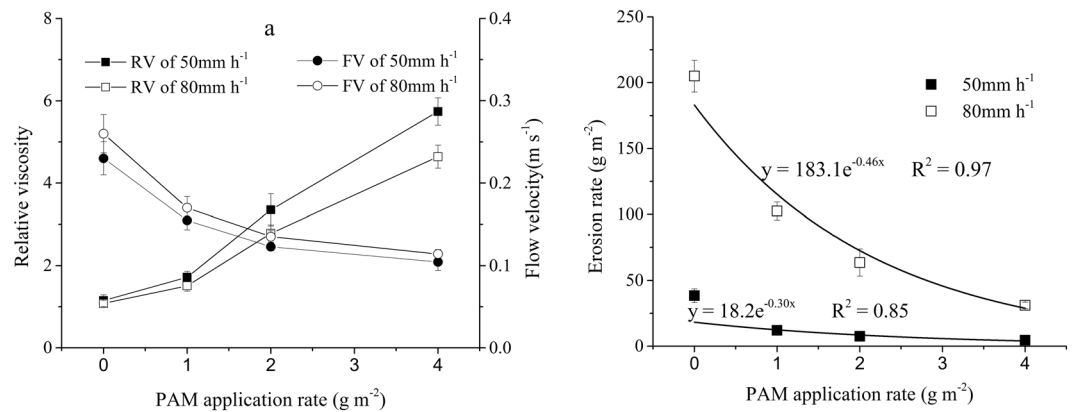 a
RV of 50mm h⁻¹
RV of 80mm h⁻¹
FV of 50mm h⁻¹
FV of 80mm h⁻¹
8
6
4
2
0
Relative viscosity
0.4
0.3
0.2
0.1
0.0
Flow velocity(m s⁻¹)
0 1 2 4
PAM application rate (g m⁻²)
250
200
150
100
50
0
Erosion rate (g m⁻²)
50mm h⁻¹
80mm h⁻¹
y = 183.1e⁻⁰·⁴⁶ˣ R² = 0.97
y = 18.2e⁻⁰·³⁰ˣ R² = 0.85
0 1 2 4
PAM application rate (g m⁻²)